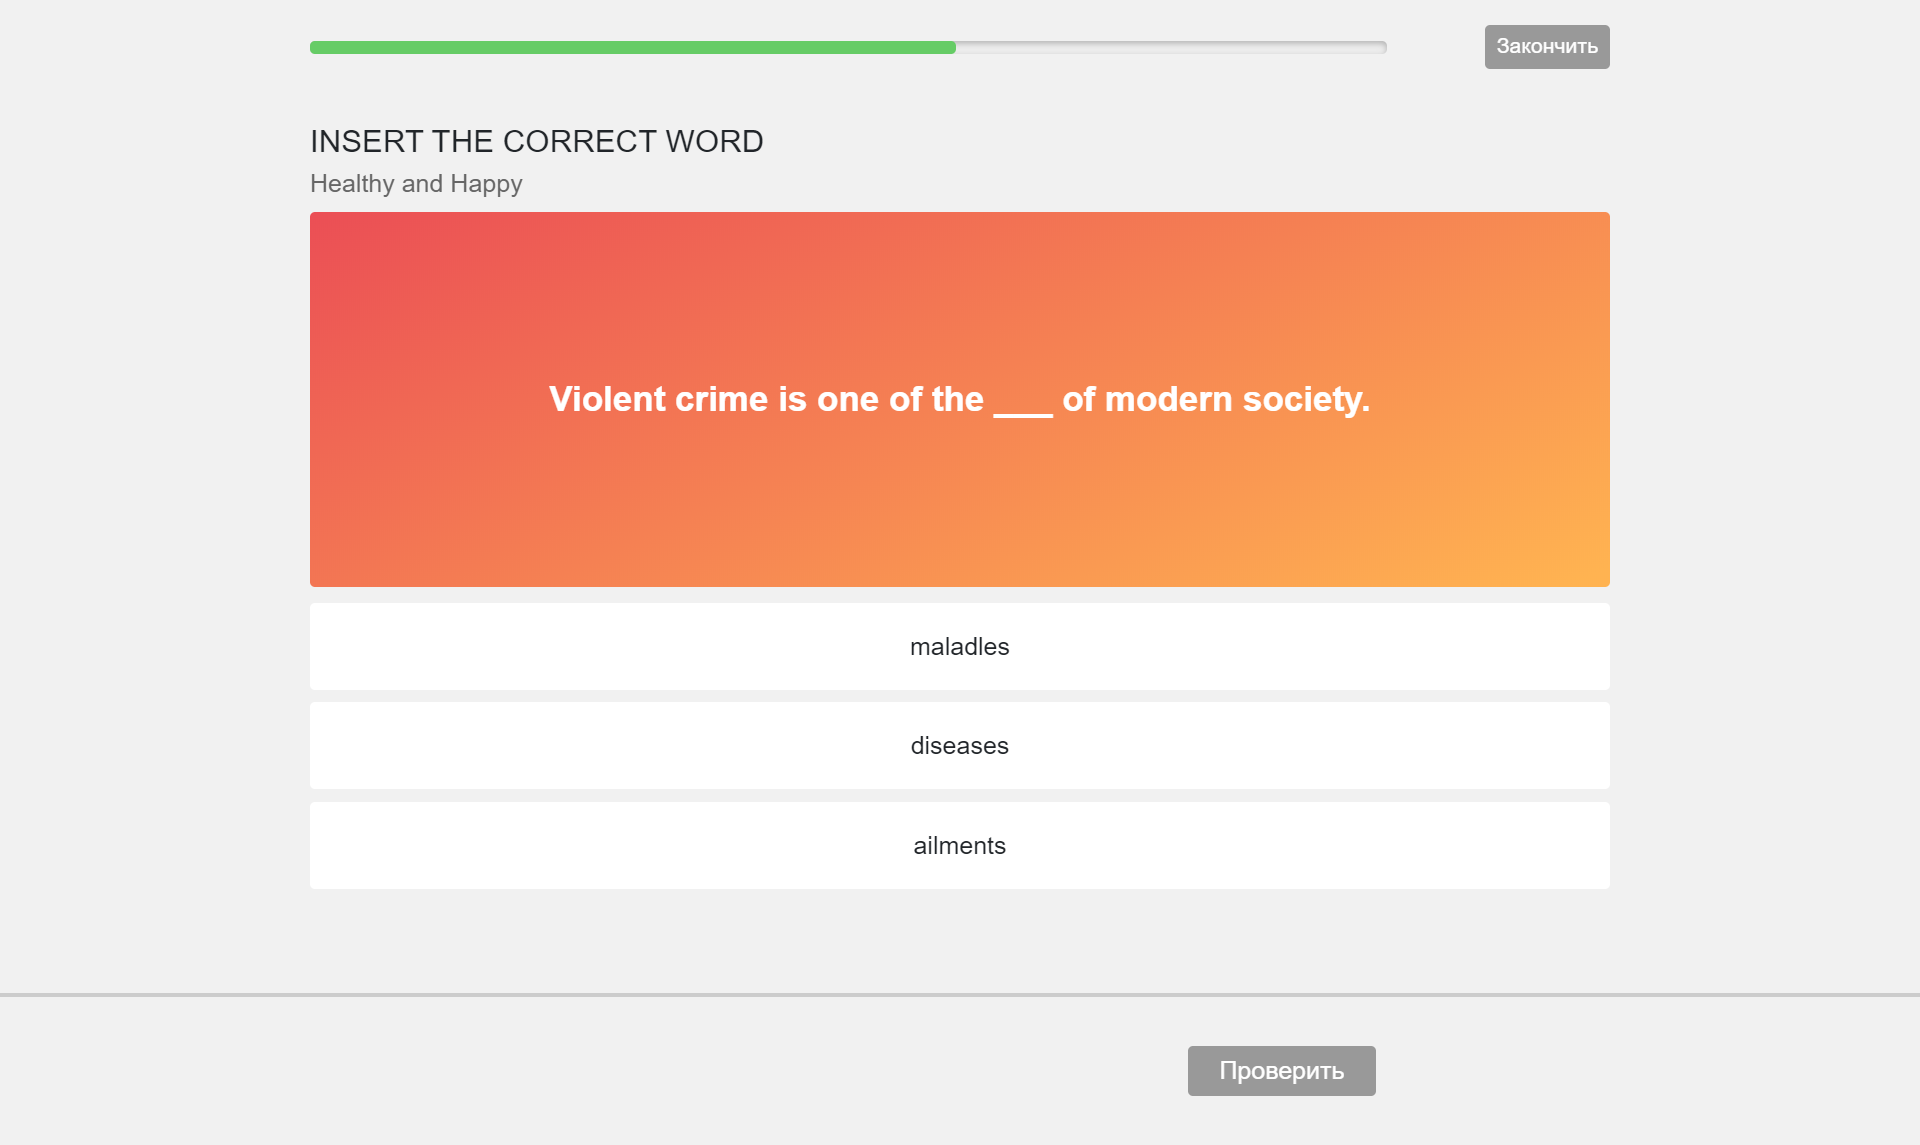 Закончить
INSERT THE CORRECT WORD
Healthy and Happy
Violent crime is one of the ___ of modern society.
maladles
diseases
ailments
Проверить